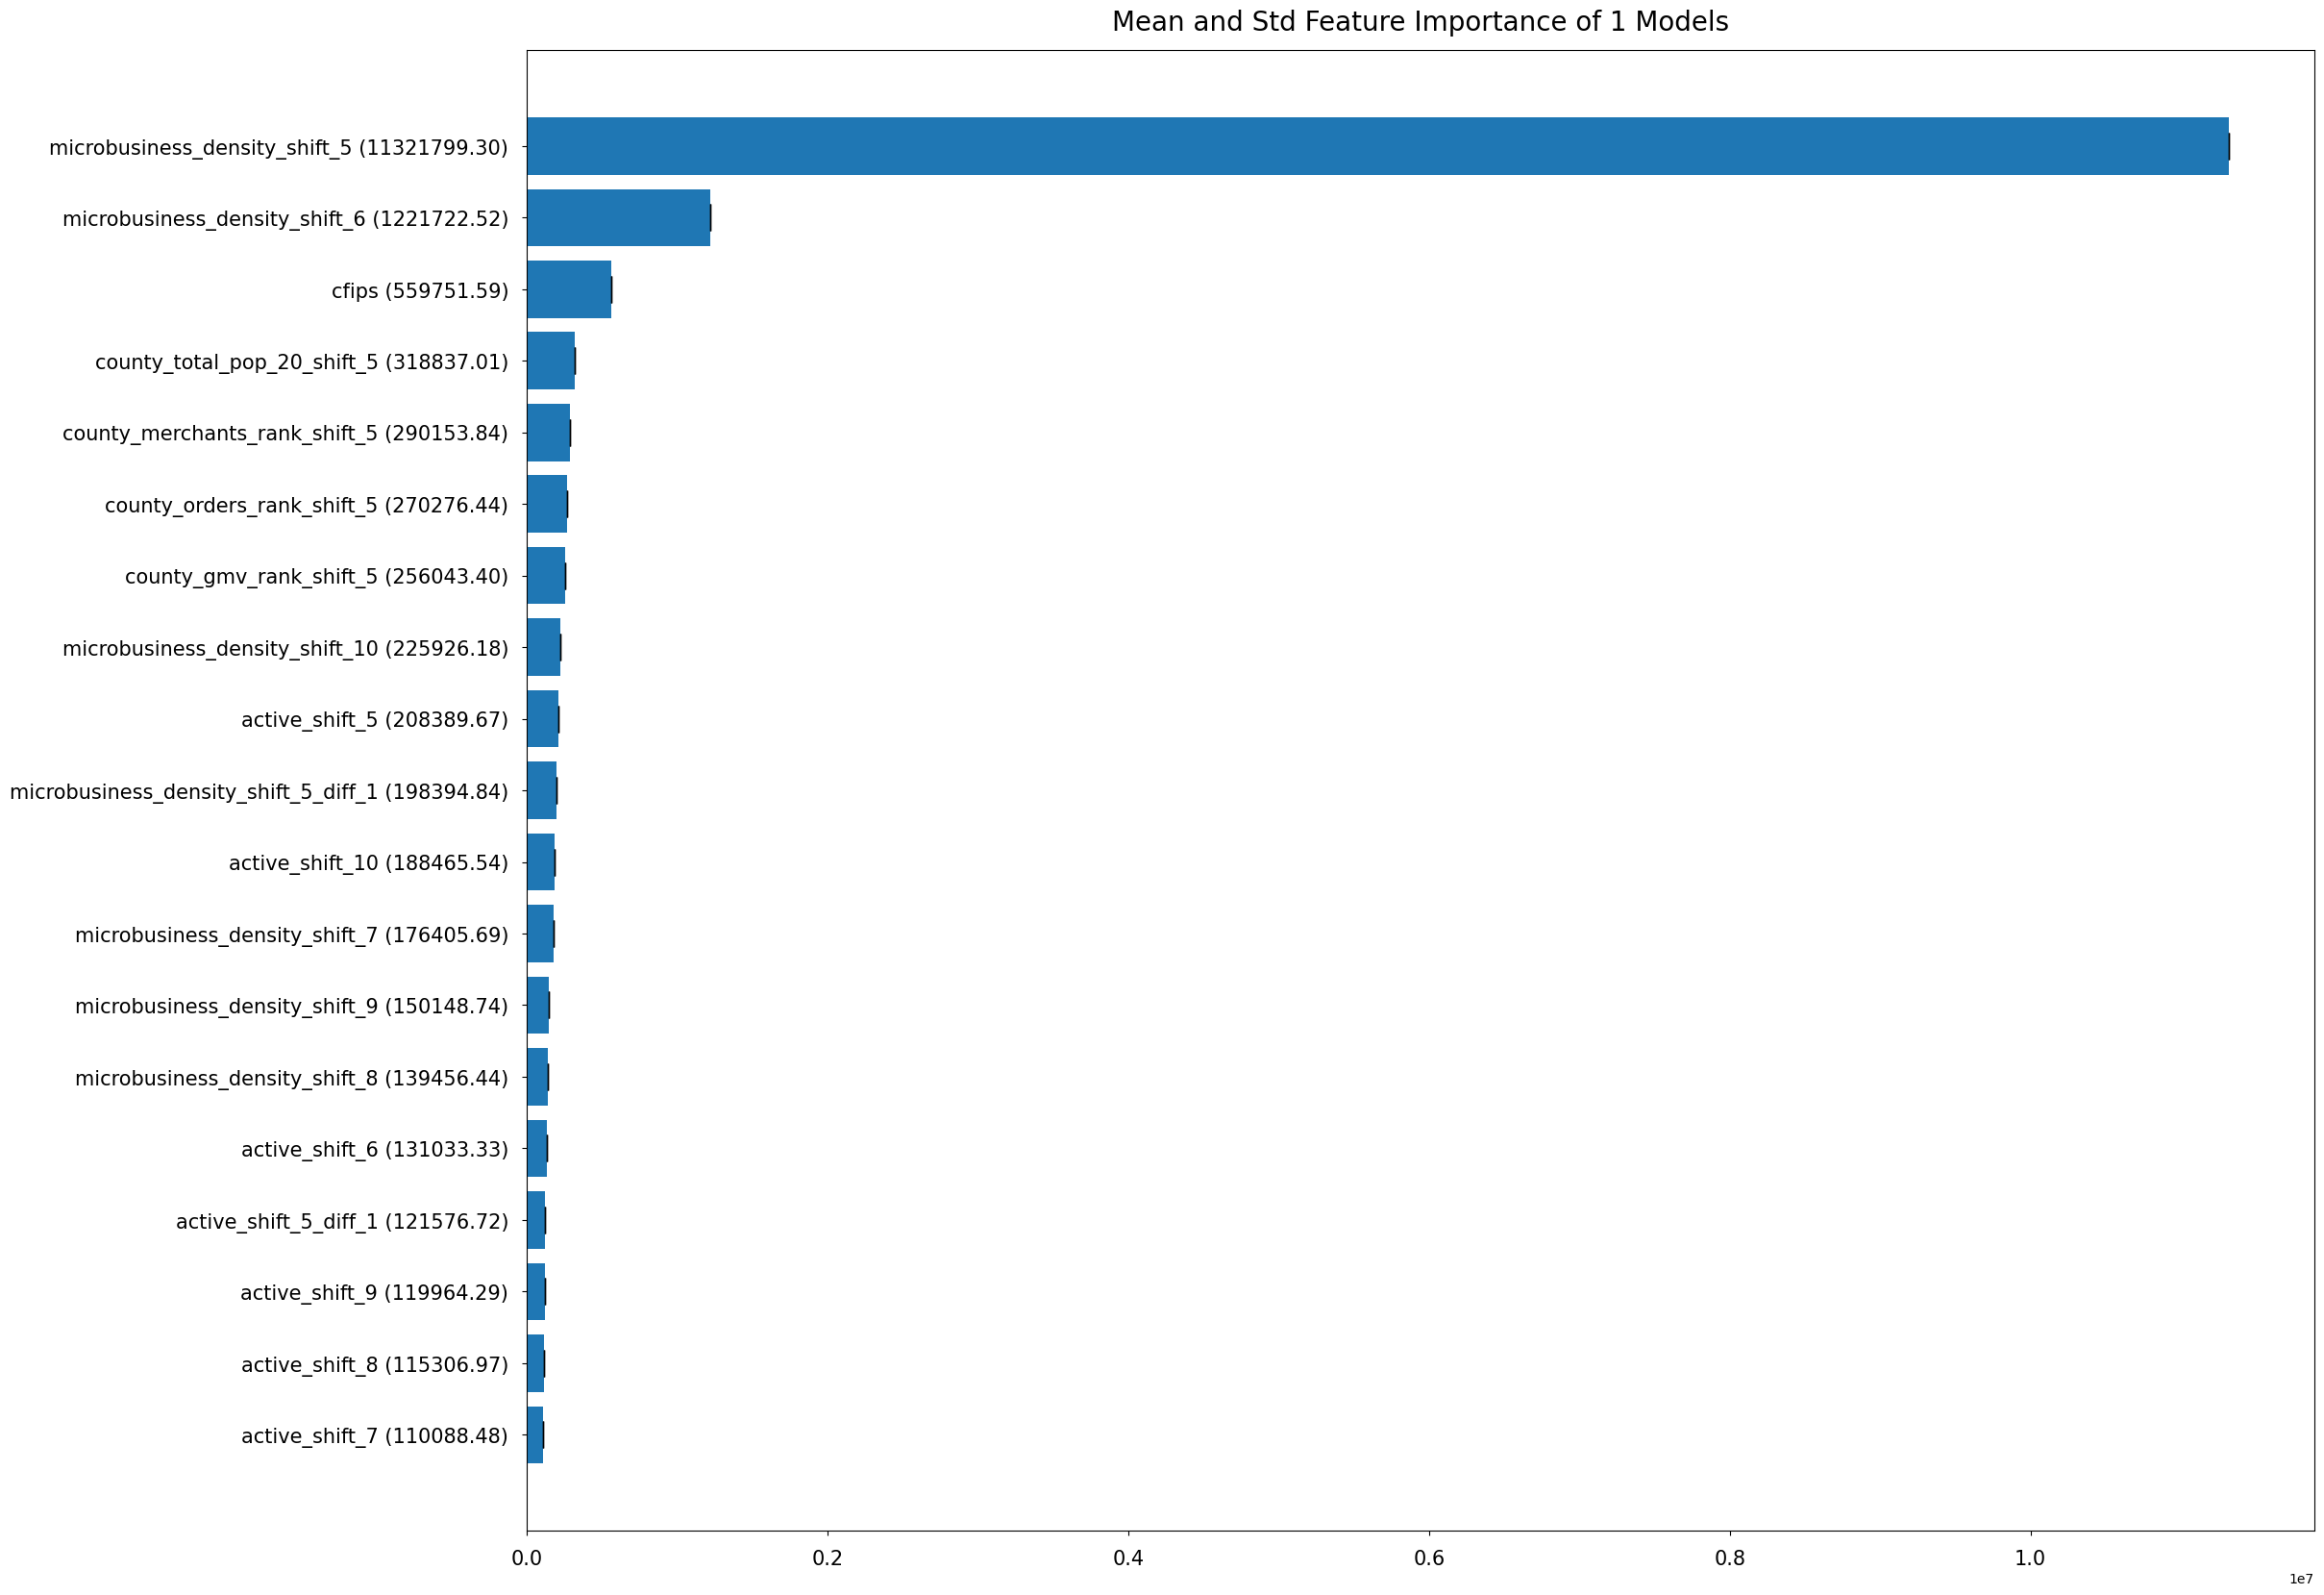 Mean and Std Feature Importance of 1 Models
microbusiness_density_shift_5 (11321799.30)
microbusiness_density_shift_6 (1221722.52)
cfips (559751.59)
county_total_pop_20_shift_5 (318837.01)
county_merchants_rank_shift_5 (290153.84)
county_orders_rank_shift_5 (270276.44)
county_gmv_rank_shift_5 (256043.40)
microbusiness_density_shift_10 (225926.18)
active_shift_5 (208389.67)
microbusiness_density_shift_5_diff_1 (198394.84)
active_shift_10 (188465.54)
microbusiness_density_shift_7 (176405.69)
microbusiness_density_shift_9 (150148.74)
microbusiness_density_shift_8 (139456.44)
active_shift_6 (131033.33)
active_shift_5_diff_1 (121576.72)
active_shift_9 (119964.29)
active_shift_8 (115306.97)
active_shift_7 (110088.48)
0.0 0.2 0.4 0.6 0.8 1.0
1e7